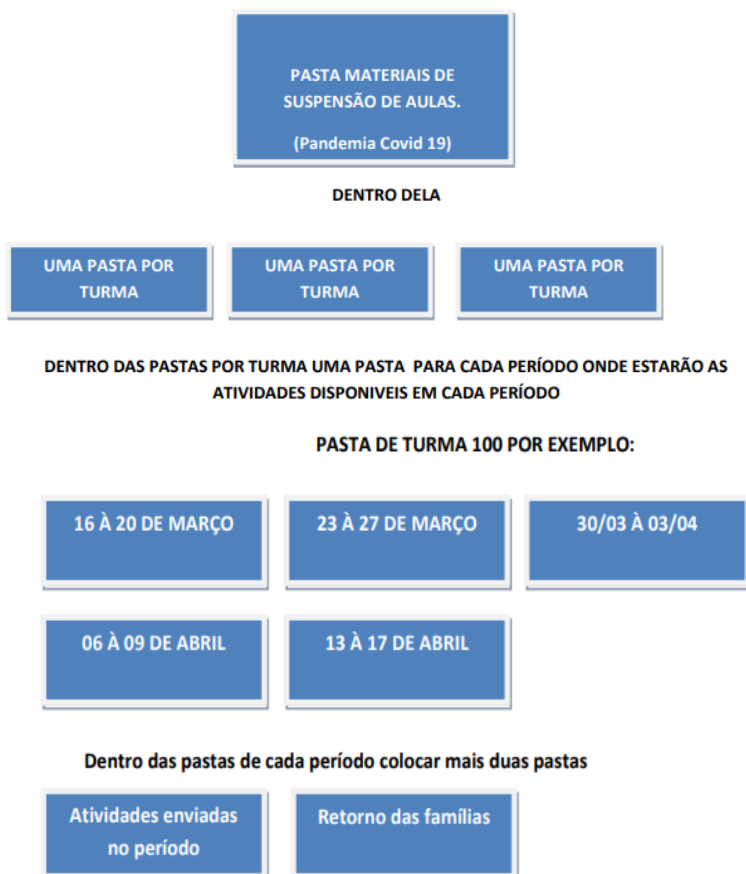 PASTA MATERIAIS DE
SUSPENSÃO DE AULAS.
(Pandemia Covid 19)
DENTRO DELA
UMA PASTA POR
TURMA
UMA PASTA POR
TURMA
UMA PASTA POR
TURMA
DENTRO DAS PASTAS POR TURMA UMA PASTA PARA CADA PERÍODO ONDE ESTARÃO AS
ATIVIDADES DISPONIVEIS EM CADA PERÍODO
PASTA DE TURMA 100 POR EXEMPLO:
16 À 20 DE MARÇO
23 À 27 DE MARÇO
30/03 À 03/04
06 À 09 DE ABRIL
13 À 17 DE ABRIL
Dentro das pastas de cada período colocar mais duas pastas
Atividades enviadas
no período
Retorno das famílias